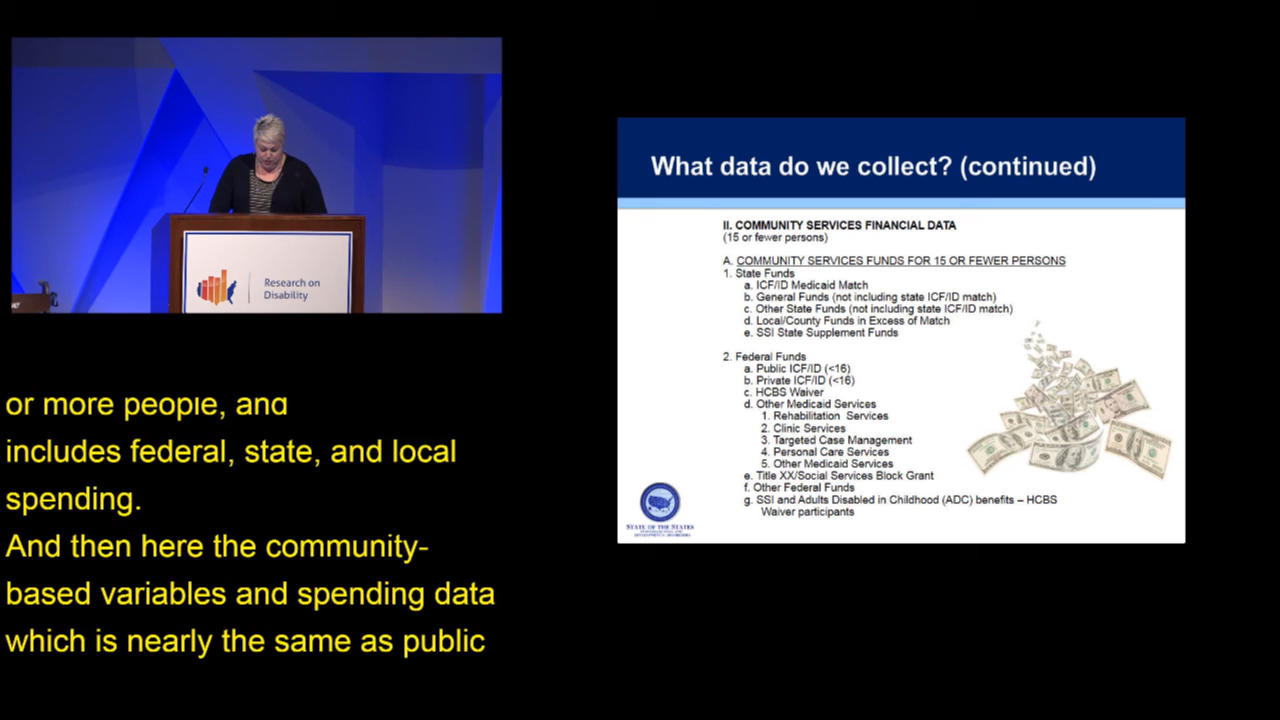 Research on
Disability
or more people, and
includes federal, state, and local
spending.
And then here the community-
based variables and spending data
which is nearly the same as public
What data do we collect? (continued)
II. COMMUNITY SERVICES FINANCIAL DATA
(15 or fewer persons)
A. COMMUNITY SERVICES FUNDS FOR 15 OR FEWER PERSONS
1. State Funds
a. ICF/ID Medicaid Match
b. General Funds (not including state ICF/ID match)
c. Other State Funds (not including state ICF/ID match)
d. Local/County Funds in Excess of Match
e. SSI State Supplement Funds
2. Federal Funds
a. Public ICF/ID (<16)
b. Private ICF/ID (<16)
c. HCBS Waiver
d. Other Medicaid Services
1. Rehabilitation Services
2. Clinic Services
3. Targeted Case Management
4. Personal Care Services
5. Other Medicaid Services
e. Title XX/Social Services Block Grant
f. Other Federal Funds
g. SSI and Adults Disabled in Childhood (ADC) benefits – HCBS
Waiver participants
STATE OF THE STATES